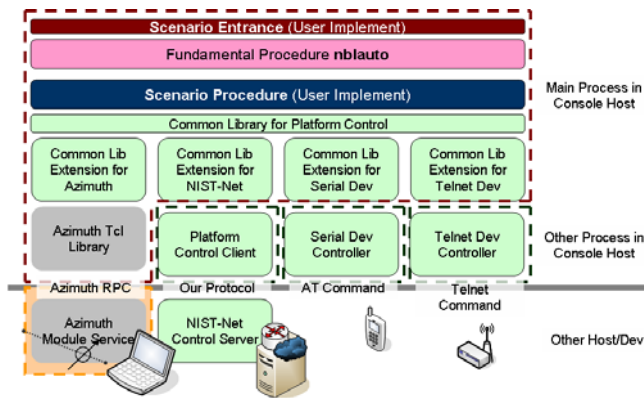 Scenario Entrance (User Implement)
Fundamental Procedure nblauto
Scenario Procedure (User Implement)
Common Library for Platform Control
Common Lib
Extension for
Azimuth
Common Lib
Extension for
NIST-Net
Common Lib
Extension for
Serial Dev
Common Lib
Extension for
Telnet Dev
Main Process in
Console Host
Azimuth Tcl
Library
Platform
Control Client
Serial Dev
Controller
Telnet Dev
Controller
Other Process in
Console Host
Azimuth RPC
Our Protocol
AT Command
Telnet
Command
Azimuth
Module Service
NIST-Net
Control Server
Other Host/Dev